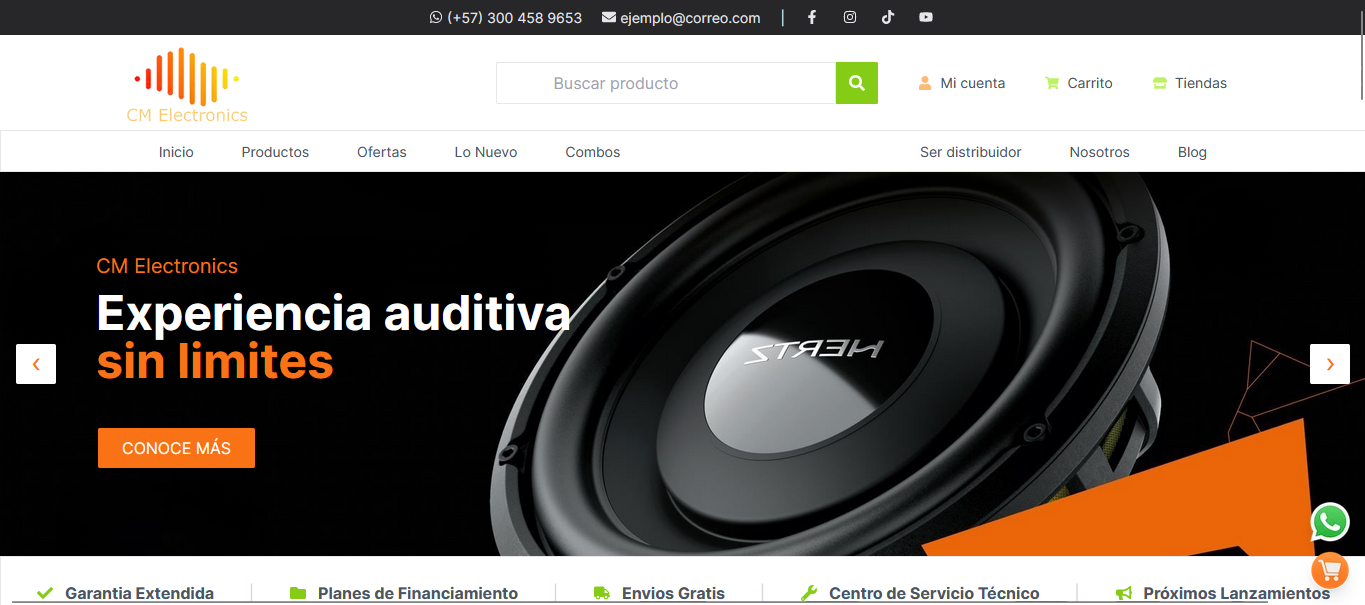 (+57) 300 458 9653 ejemplo@correo.com
CM Electronics
Buscar producto
Mi cuenta
Carrito
Tiendas
Inicio Productos Ofertas Lo Nuevo Combos Ser distribuidor Nosotros Blog
CM Electronics
Experiencia auditiva
sin limites
CONOCE MÁS
HERTZ
Garantia Extendida Planes de Financiamiento Envios Gratis Centro de Servicio Técnico Próximos Lanzamientos